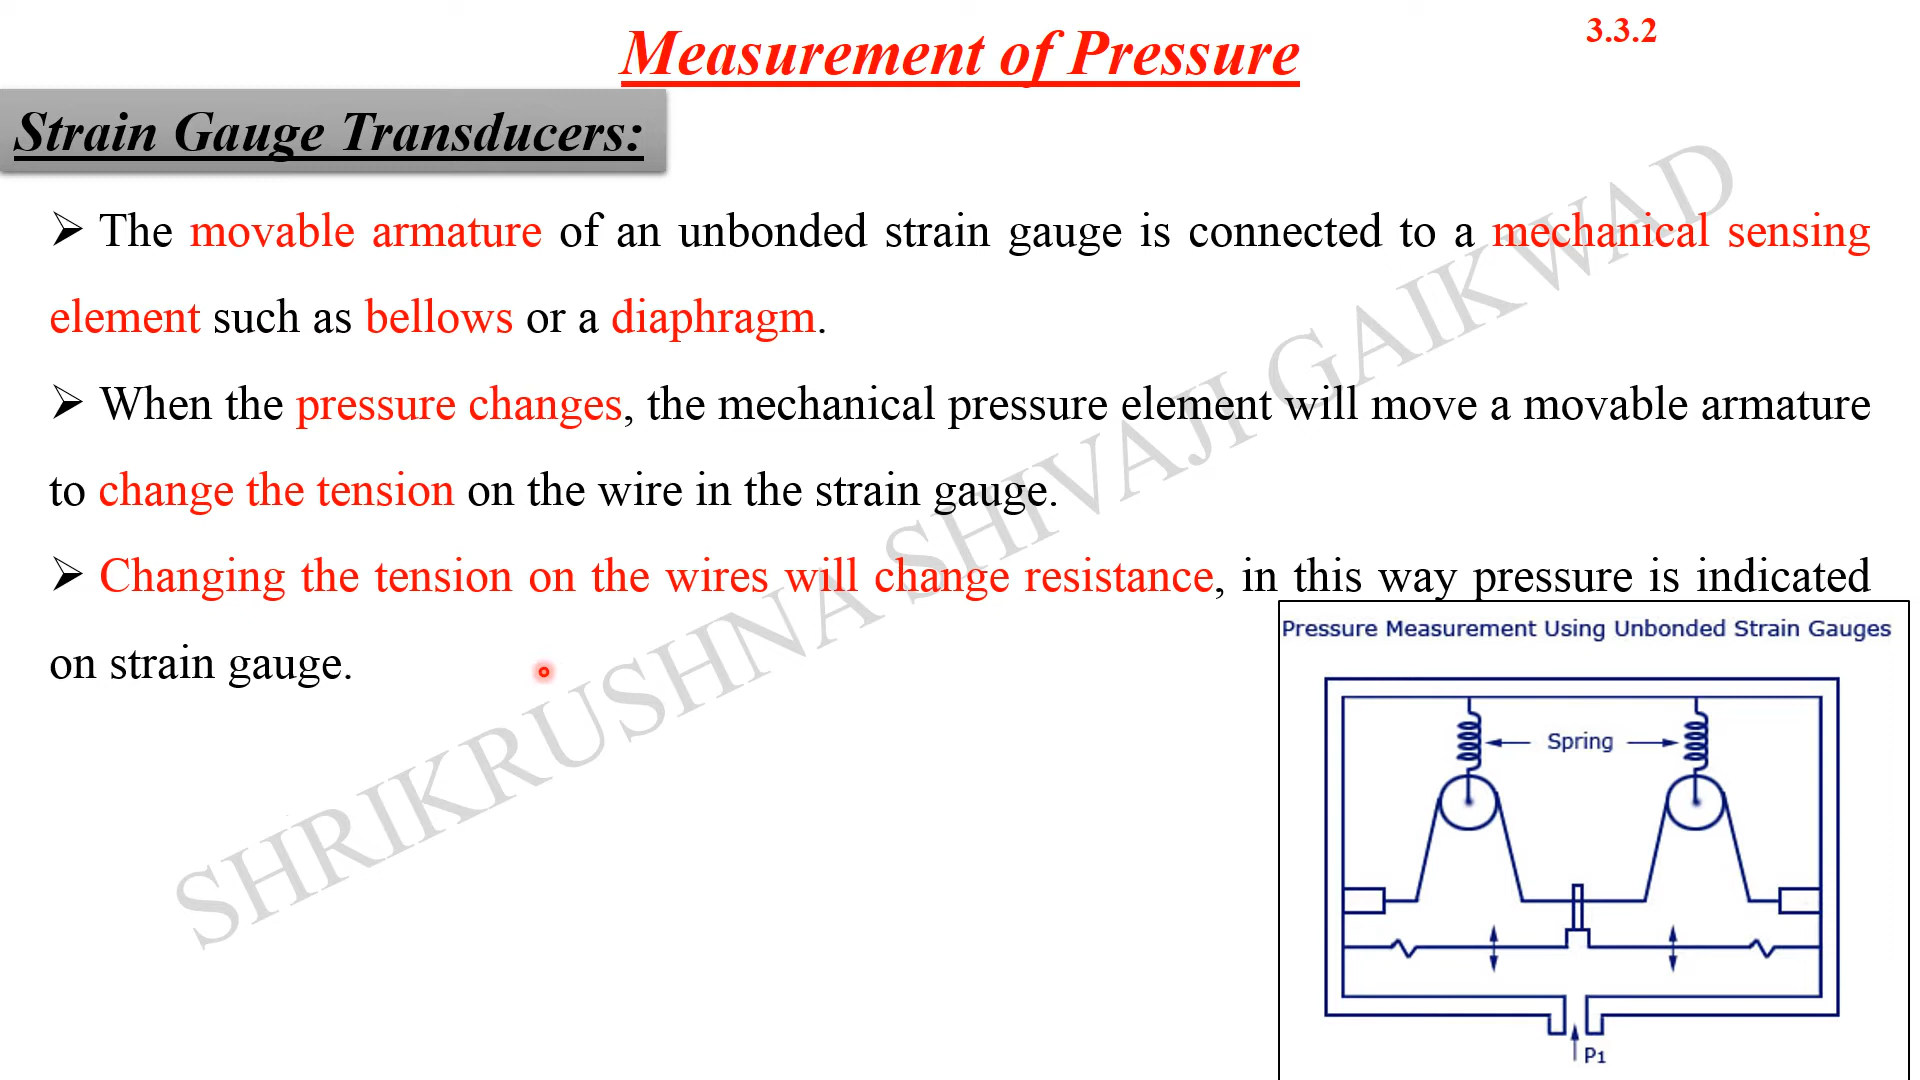 Measurement of Pressure
3.3.2
Strain Gauge Transducers:
➢ The movable armature of an unbonded strain gauge is connected to a mechanical sensing
element such as bellows or a diaphragm.
➢ When the pressure changes, the mechanical pressure element will move a movable armature
to change the tension on the wire in the strain gauge.
➢ Changing the tension on the wires will change resistance, in this way pressure is indicated
on strain gauge.
SHRIKRUSHNA SHIVAJI GAIKWAD
Pressure Measurement Using Unbonded Strain Gauges
Spring
P1